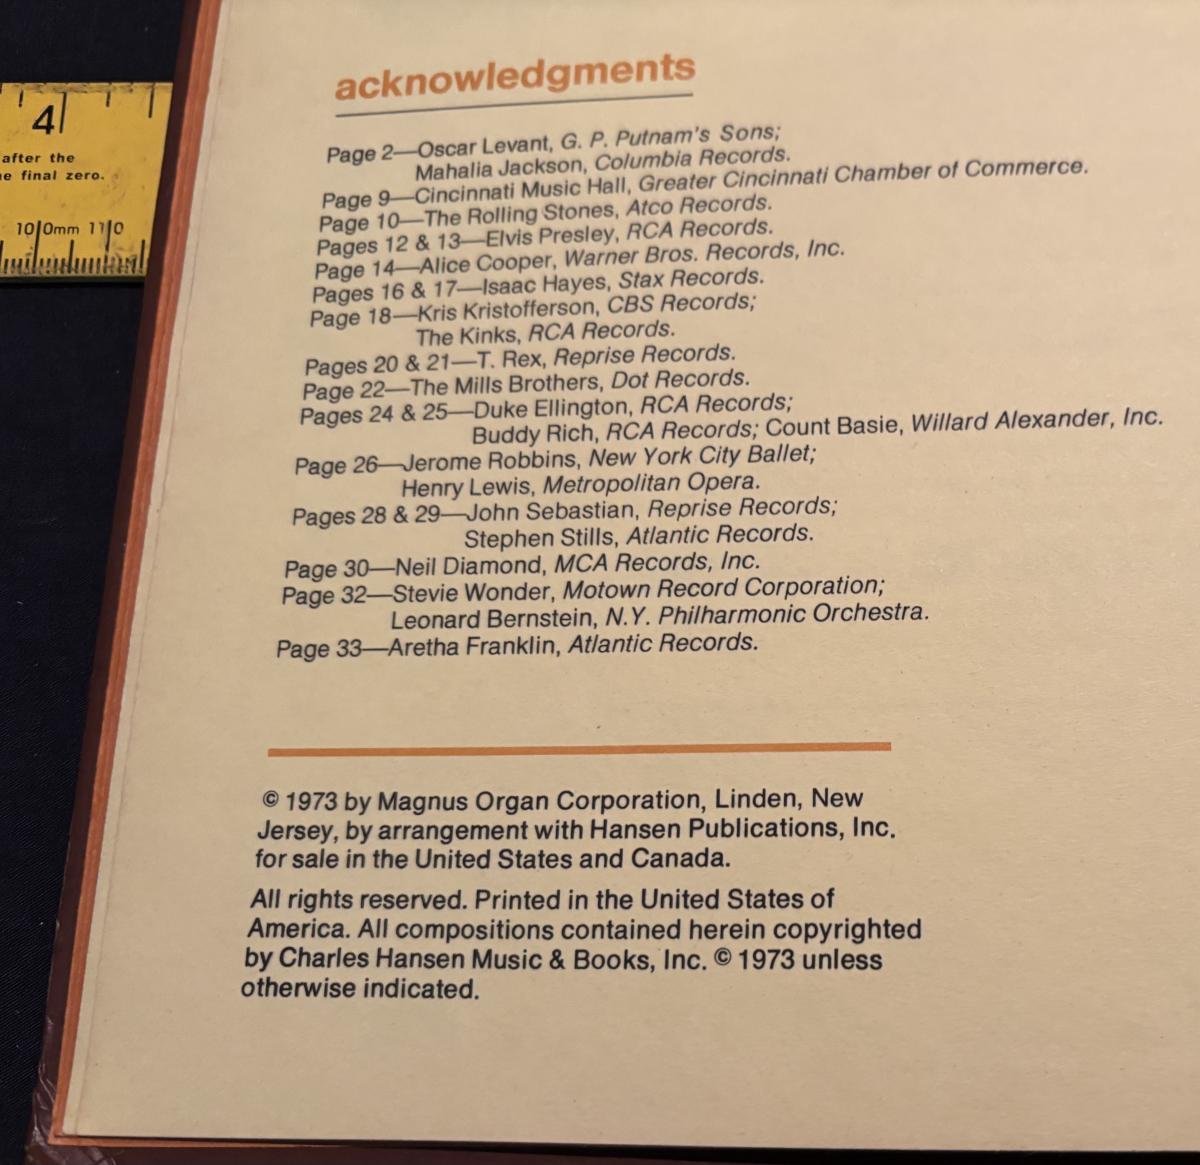 4
after the
e final zero.
100mm 110
acknowledgments
Page 2—Oscar Levant, G. P. Putnam's Sons;
Mahalia Jackson, Columbia Records.
Page 9—Cincinnati Music Hall, Greater Cincinnati Chamber of Commerce.
Page 10—The Rolling Stones, Atco Records.
Pages 12 & 13—Elvis Presley, RCA Records.
Page 14—Alice Cooper, Warner Bros. Records, Inc.
Pages 16 & 17—Isaac Hayes, Stax Records.
Page 18—Kris Kristofferson, CBS Records;
The Kinks, RCA Records.
Pages 20 & 21—T. Rex, Reprise Records.
Page 22—The Mills Brothers, Dot Records.
Pages 24 & 25—Duke Ellington, RCA Records;
Buddy Rich, RCA Records; Count Basie, Willard Alexander, Inc.
Page 26—Jerome Robbins, New York City Ballet;
Henry Lewis, Metropolitan Opera.
Pages 28 & 29—John Sebastian, Reprise Records;
Stephen Stills, Atlantic Records.
Page 30—Neil Diamond, MCA Records, Inc.
Page 32—Stevie Wonder, Motown Record Corporation;
Leonard Bernstein, N.Y. Philharmonic Orchestra.
Page 33—Aretha Franklin, Atlantic Records.
© 1973 by Magnus Organ Corporation, Linden, New
Jersey, by arrangement with Hansen Publications, Inc.
for sale in the United States and Canada.
All rights reserved. Printed in the United States of
America. All compositions contained herein copyrighted
by Charles Hansen Music & Books, Inc. © 1973 unless
otherwise indicated.